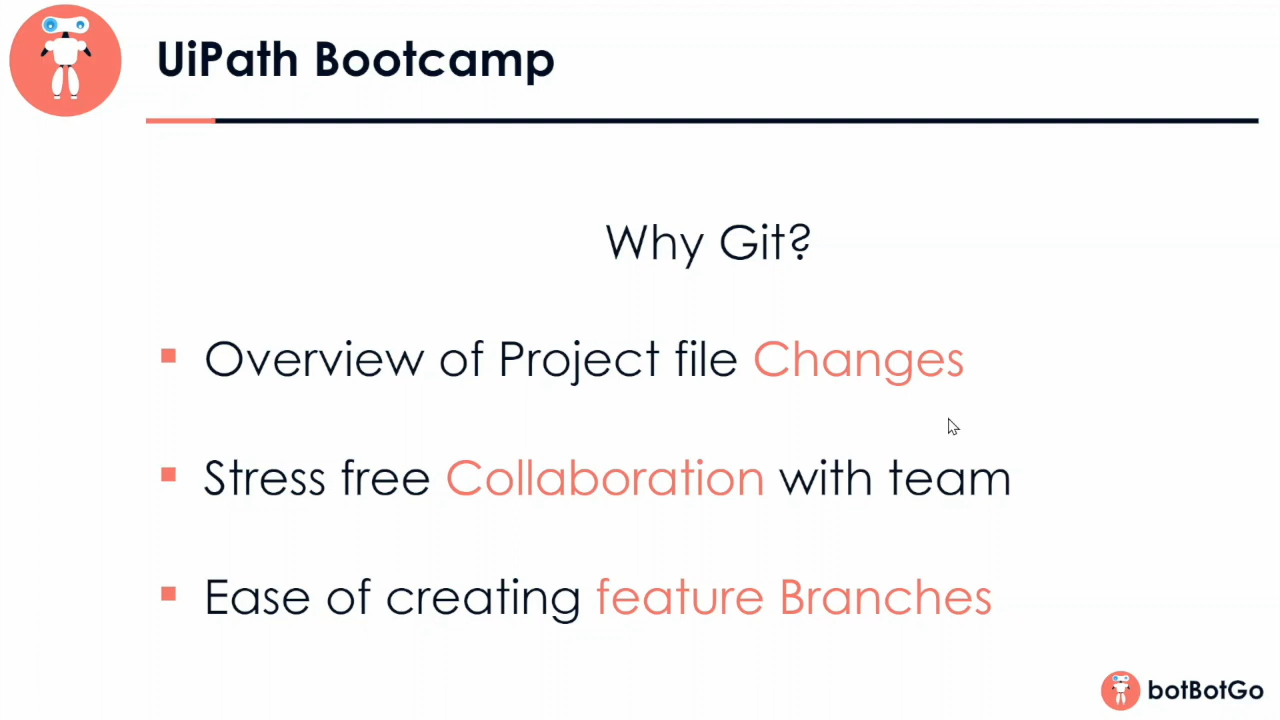 UiPath Bootcamp
Why Git?
Overview of Project file Changes
Stress free Collaboration with team
Ease of creating feature Branches
botBotGo